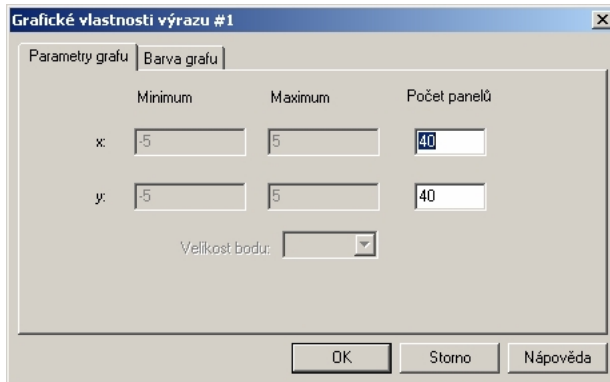 Grafické vlastnosti výrazu #1
Parametry grafu Barva grafu
Minimum Maximum Počet panelů
x: -5 5 40
y: -5 5 40
Velikost bodu:
OK Storno Nápověda